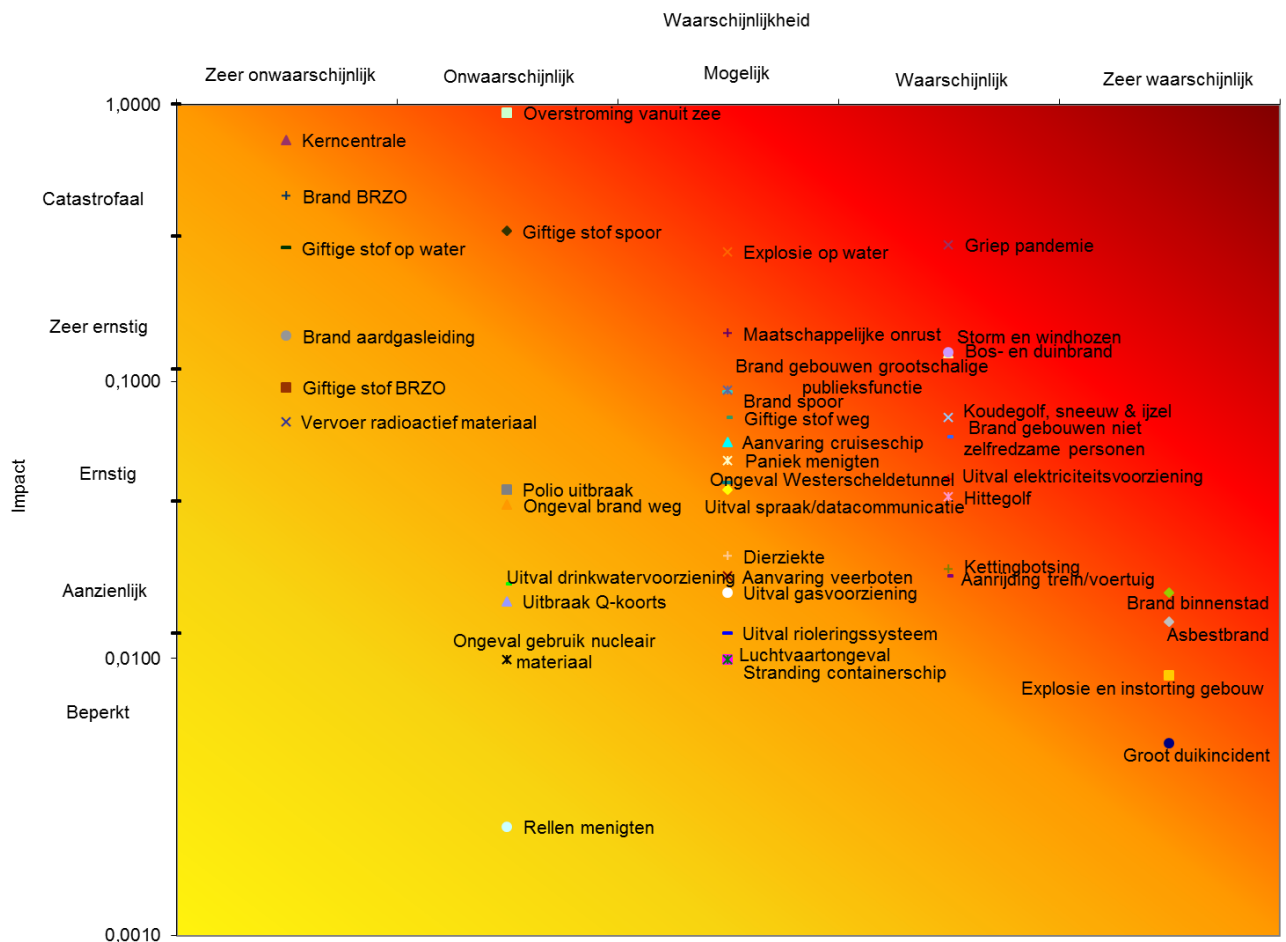 Waarschijnlijkheid
Zeer onwaarschijnlijk
Onwaarschijnlijk
Mogelijk
Waarschijnlijk
Zeer waarschijnlijk
1,0000
Overstroming vanuit zee
Kerncentrale
Catastrofaal
Brand BRZO
Giftige stof spoor
Giftige stof op water
Explosie op water
Griep pandemie
Zeer ernstig
Brand aardgasleiding
Maatschappelijke onrust
Storm en windhozen
Bos- en duinbrand
Brand gebouwen grootschalige
publieksfunctie
0,1000
Giftige stof BRZO
Brand spoor
Giftige stof weg
Koudegolf, sneeuw & ijzel
Vervoer radioactief materiaal
Brand gebouwen niet
zelfredzame personen
Aanvaring cruiseschip
Paniek menigten
Ernstig
Impact
Ongeval Westerscheldetunnel
Uitval elektriciteitsvoorziening
Polio uitbraak
Hittegolf
Ongeval brand weg
Uitval spraak/datacommunicatie
Dierziekte
Kettingbotsing
Uitval drinkwatervoorziening
Aanvaring veerboten
Aanrijding trein/voertuig
Aanzienlijk
Uitval gasvoorziening
Uitbraak Q-koorts
Brand binnenstad
Uitval rioleringssysteem
Asbestbrand
Ongeval gebruik nucleair
materiaal
0,0100
Luchtvaartongeval
Stranding containerschip
Explosie en instorting gebouw
Beperkt
Groot duikincident
Rellen menigten
0,0010